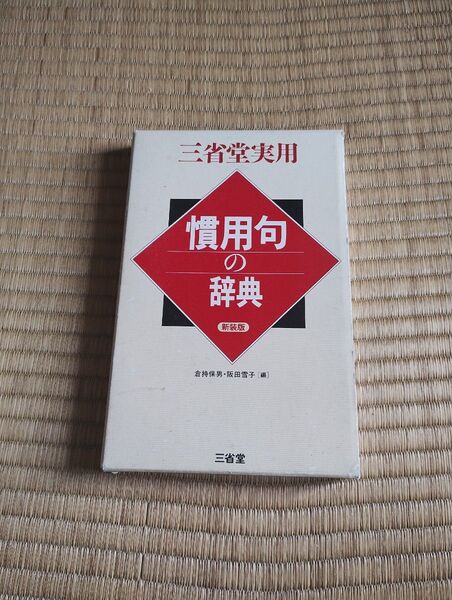 三省堂実用
慣用句
の
辞典
新装版
倉持保男・阪田雪子[編]
三省堂